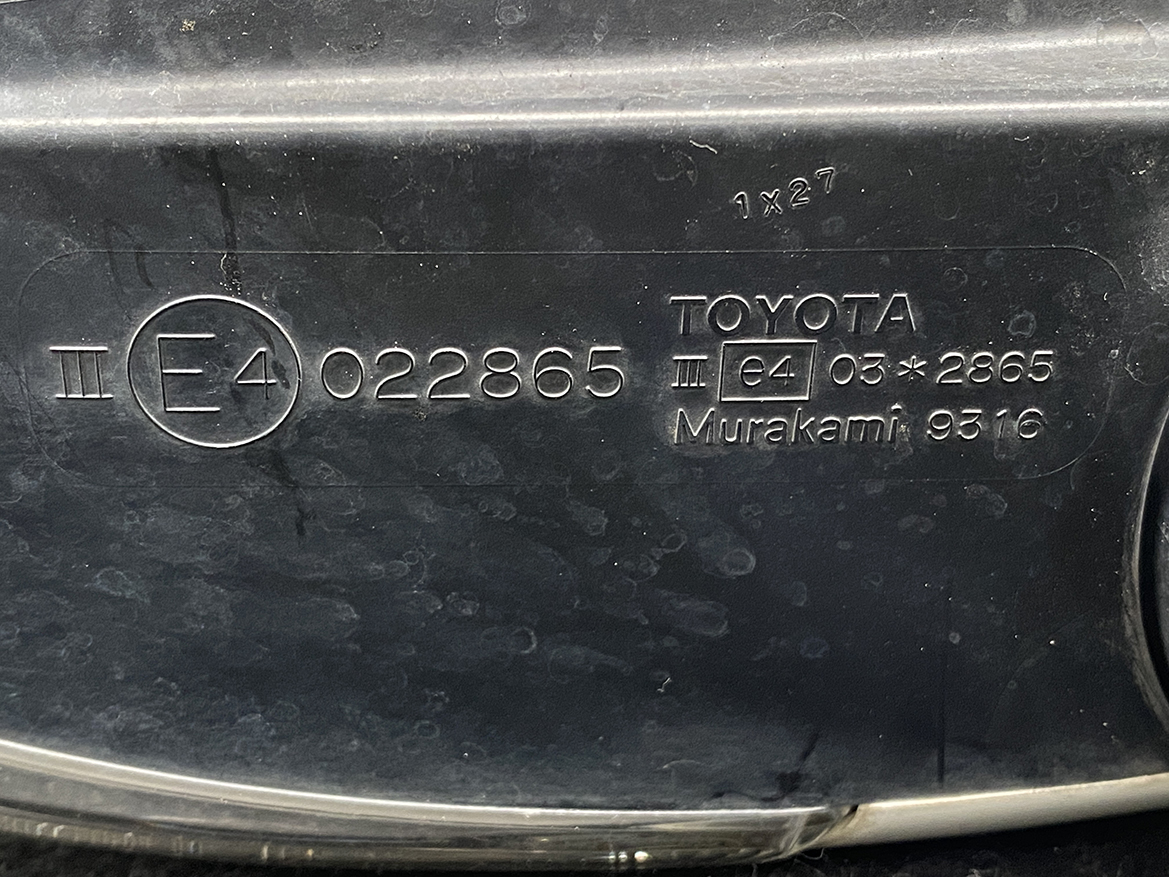 1X27
III E4 022865
TOYOTA
III e4 03*2865
Murakami 9316